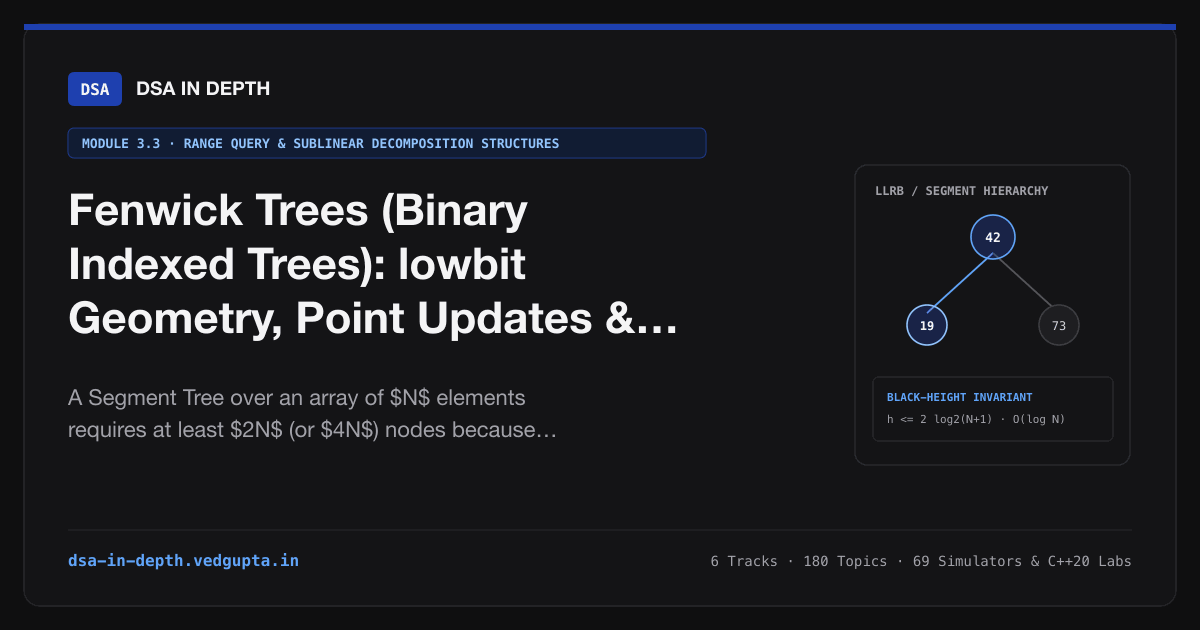 DSA
DSA IN DEPTH
MODULE 3.3 · RANGE QUERY & SUBLINEAR DECOMPOSITION STRUCTURES
Fenwick Trees (Binary
Indexed Trees): lowbit
Geometry, Point Updates &...
A Segment Tree over an array of $N$ elements
requires at least $2N$ (or $4N$) nodes because...
LLRB / SEGMENT HIERARCHY
42
19
73
BLACK-HEIGHT INVARIANT
h <= 2 log2(N+1) · O(log N)
dsa-in-depth.vedgupta.in
6 Tracks · 180 Topics · 69 Simulators & C++20 Labs